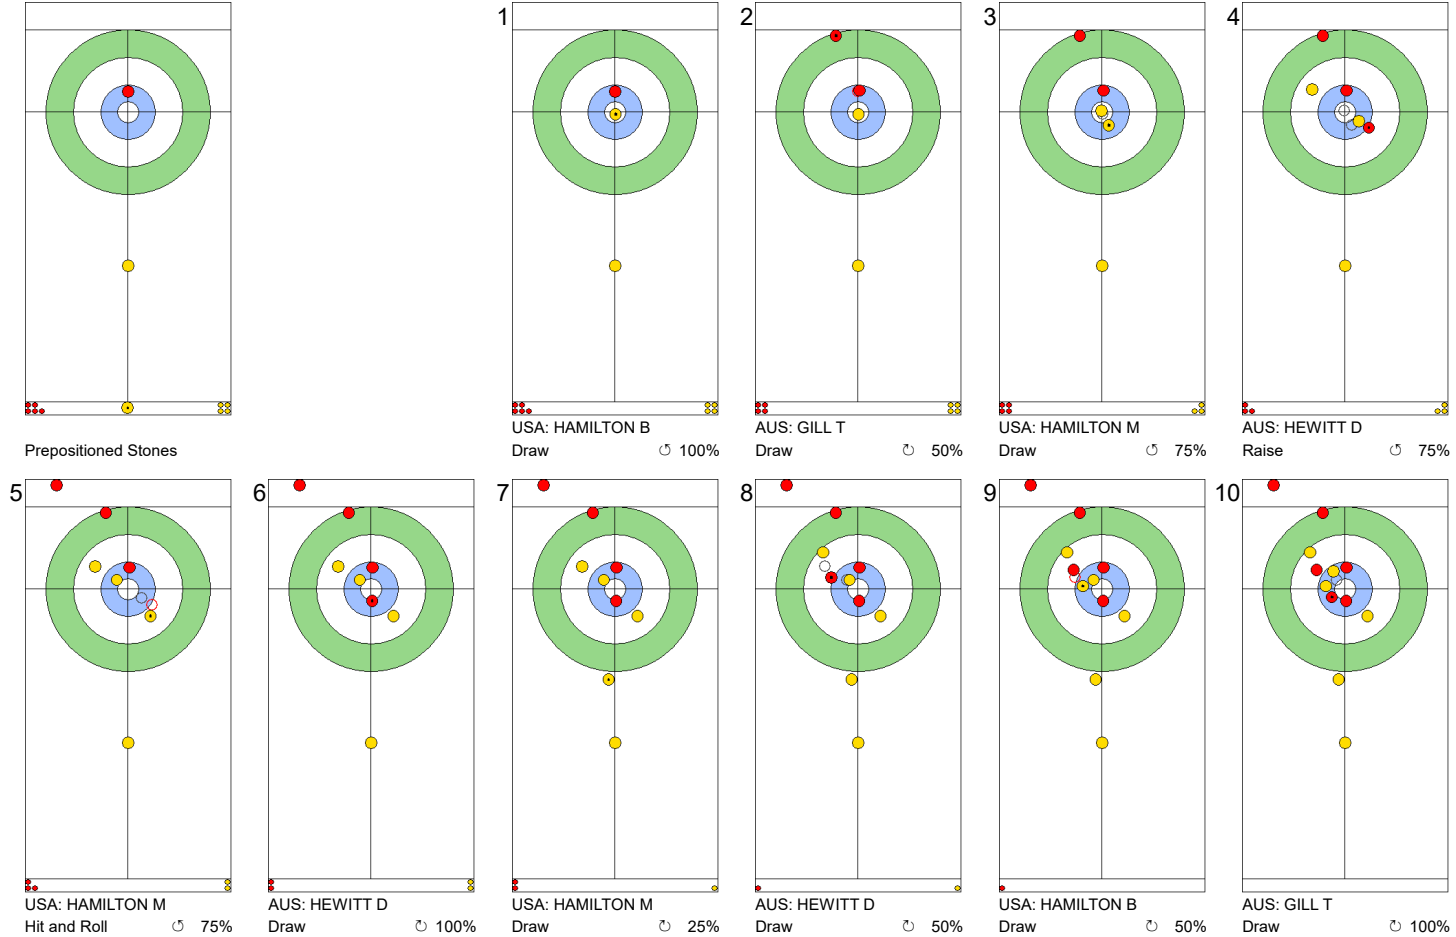 1
2
3
4
Prepositioned Stones
USA: HAMILTON B
Draw 100%
AUS: GILL T
Draw 50%
USA: HAMILTON M
Draw 75%
AUS: HEWITT D
Raise 75%
5
6
7
8
9
10
USA: HAMILTON M
Hit and Roll 75%
AUS: HEWITT D
Draw 100%
USA: HAMILTON M
Draw 25%
AUS: HEWITT D
Draw 50%
USA: HAMILTON B
Draw 50%
AUS: GILL T
Draw 100%